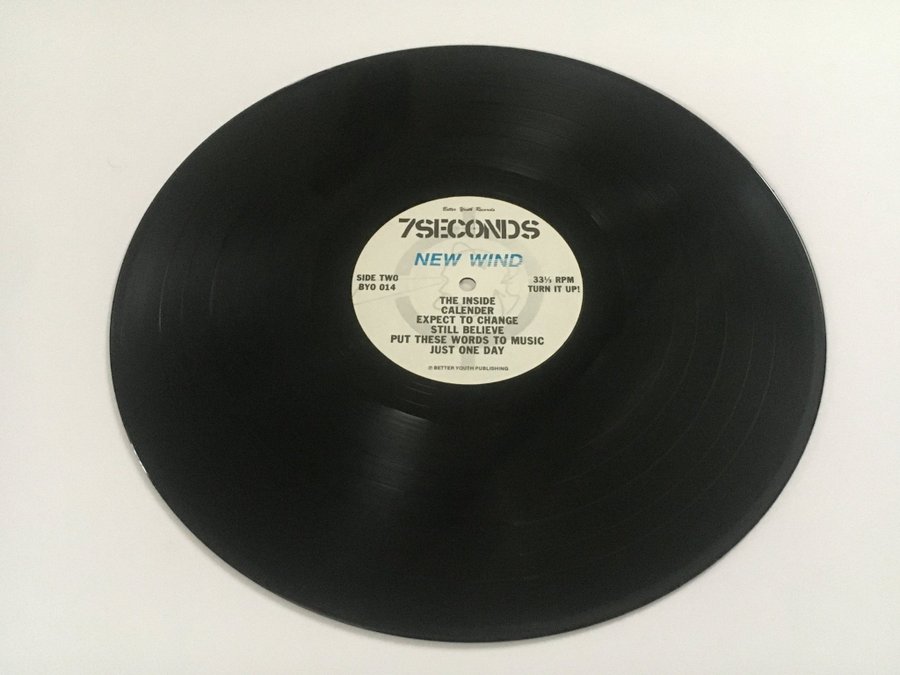 Better Youth Records
7SECONDS
NEW WIND
SIDE TWO
BYO 014
33⅓ RPM
TURN IT UP!
THE INSIDE
CALENDER
EXPECT TO CHANGE
STILL BELIEVE
PUT THESE WORDS TO MUSIC
JUST ONE DAY
℗ BETTER YOUTH PUBLISHING